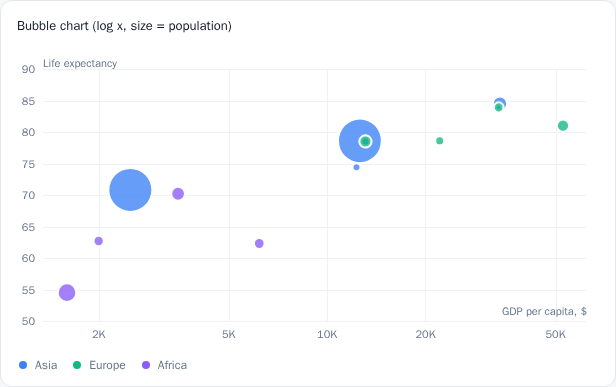 Bubble chart (log x, size = population)
Life expectancy
90
85
80
75
70
65
60
55
50
GDP per capita, $
2K 5K 10K 20K 50K
Asia Europe Africa